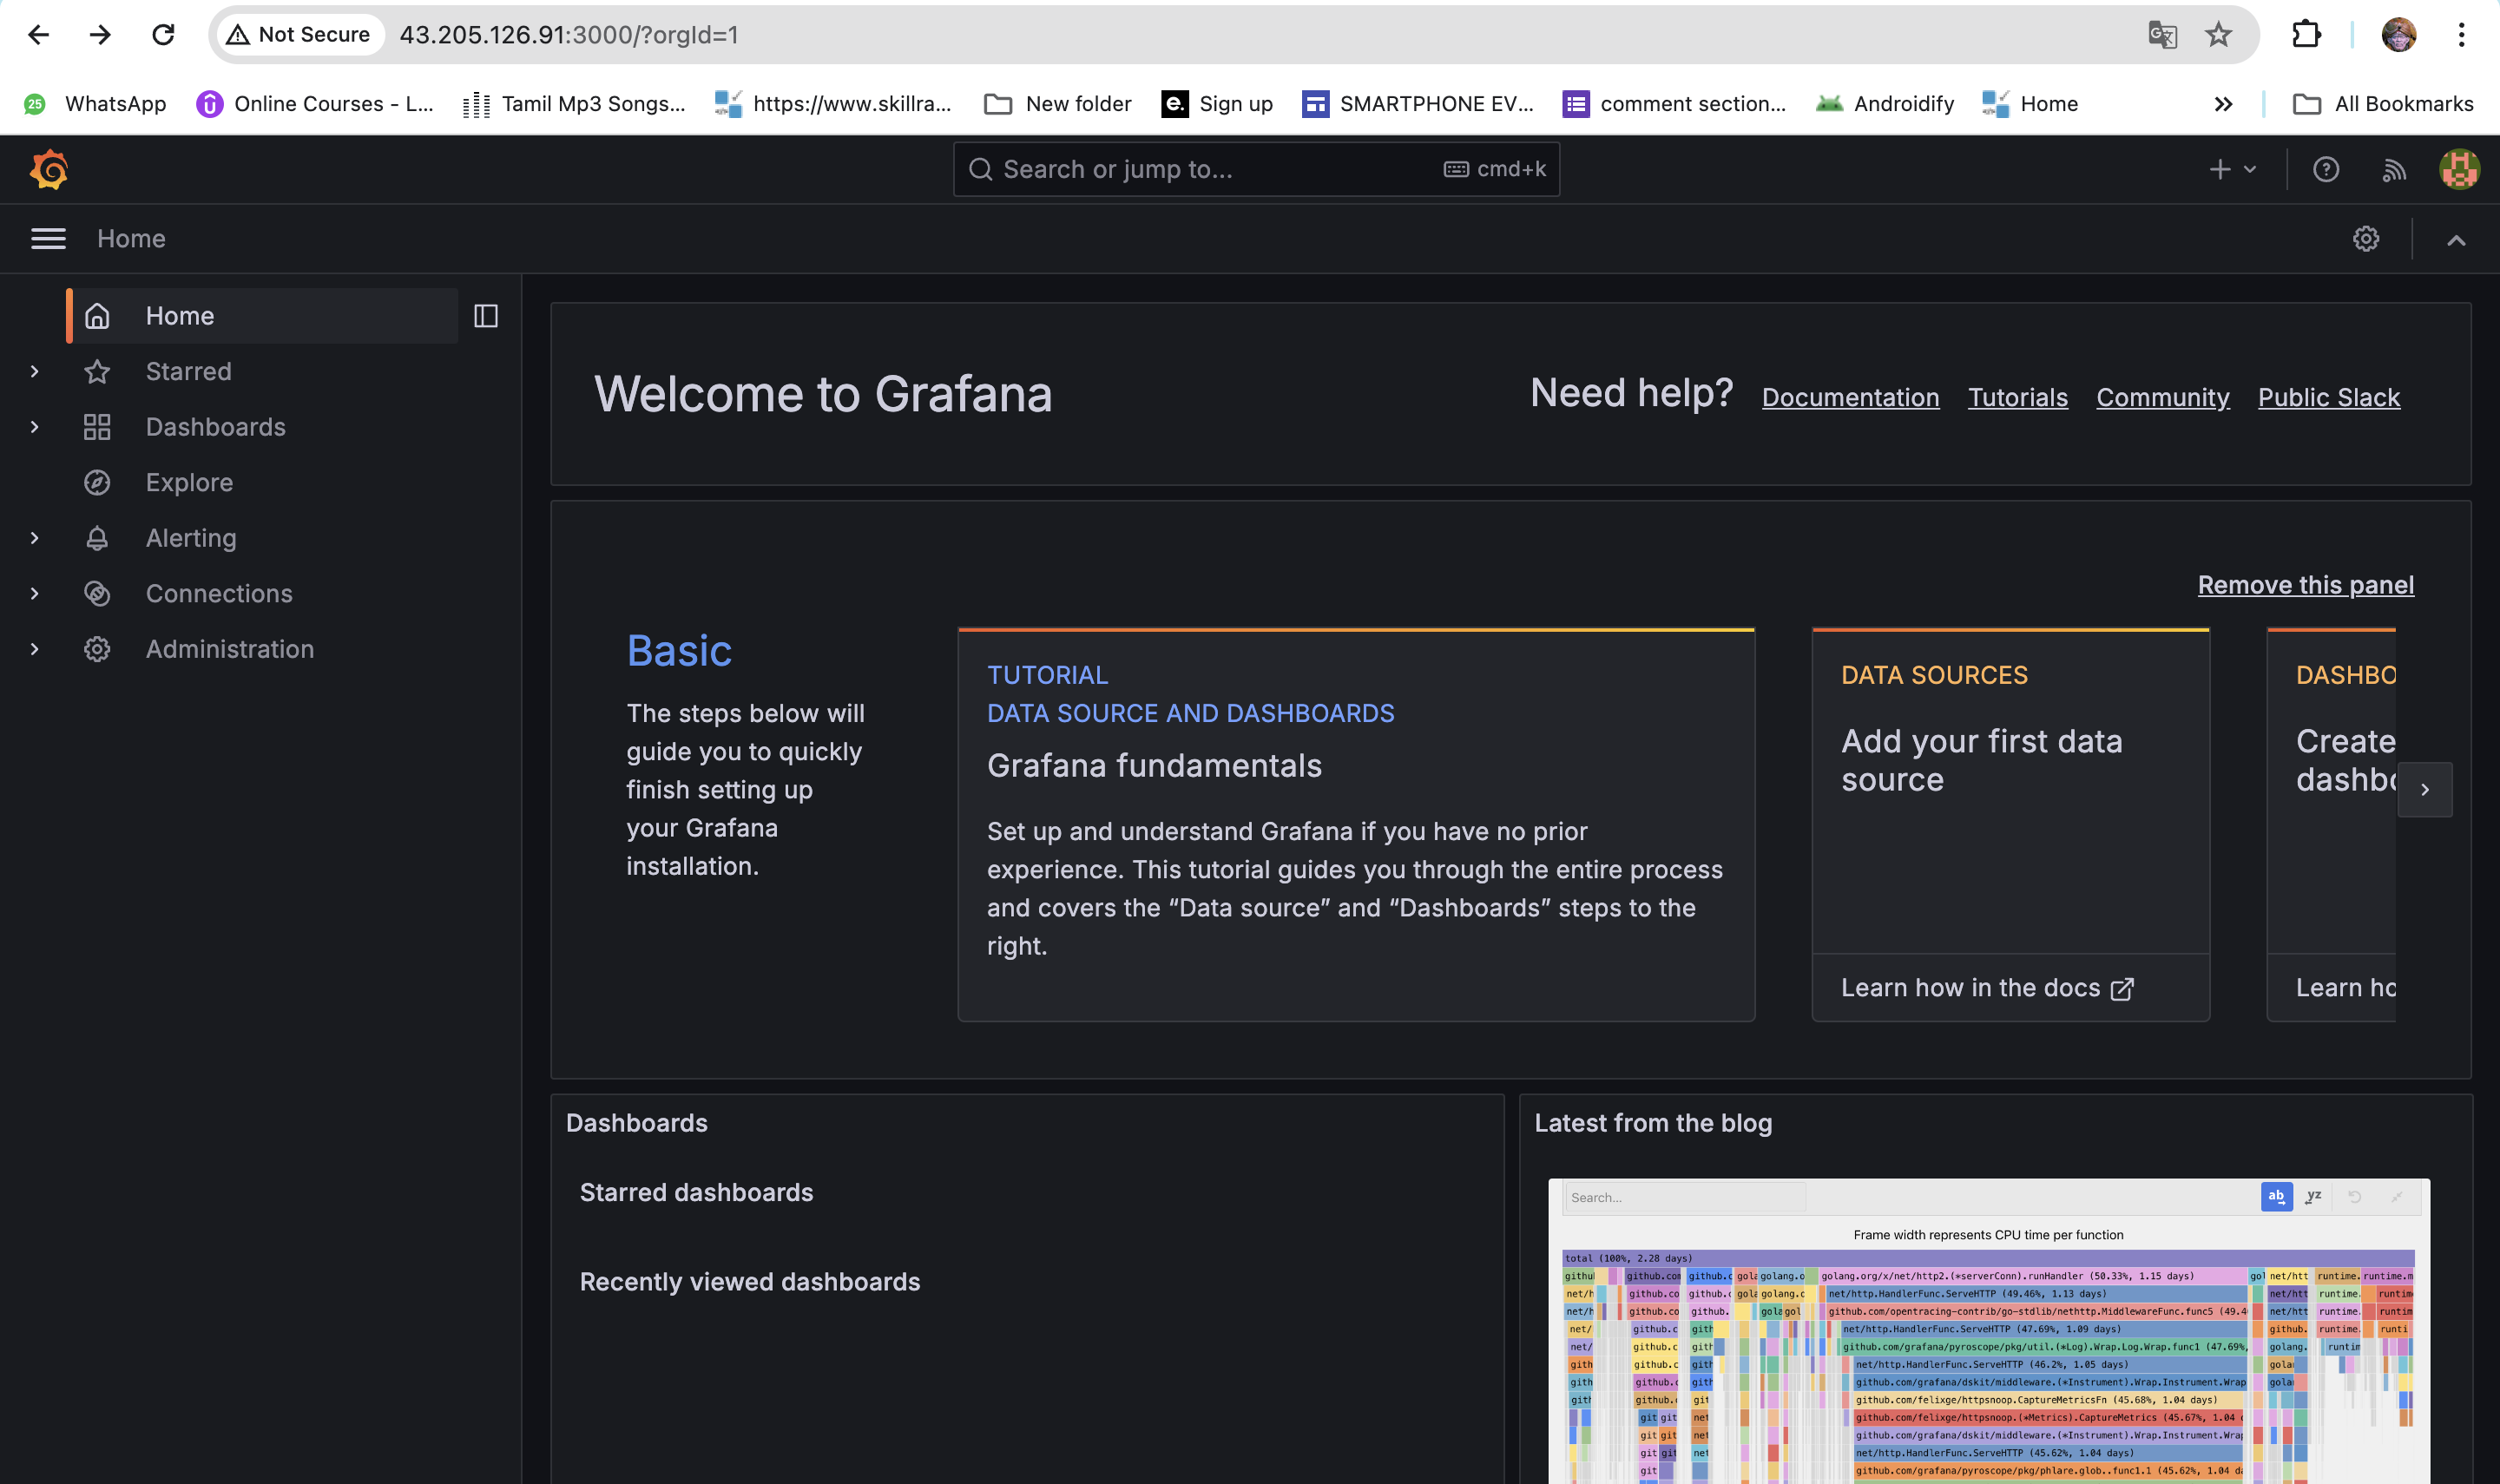 Not Secure
43.205.126.91:3000/?orgId=1
25
WhatsApp
Online Courses - L...
Tamil Mp3 Songs...
https://www.skillra...
New folder
e.
Sign up
SMARTPHONE EV...
comment section...
Androidify
Home
All Bookmarks
Search or jump to...
cmd+k
Home
Home
Starred
Dashboards
Explore
Alerting
Connections
Administration
Welcome to Grafana
Need help?
Documentation
Tutorials
Community
Public Slack
Remove this panel
Basic
The steps below will
guide you to quickly
finish setting up
your Grafana
installation.
TUTORIAL
DATA SOURCE AND DASHBOARDS
Grafana fundamentals
Set up and understand Grafana if you have no prior
experience. This tutorial guides you through the entire process
and covers the “Data source” and “Dashboards” steps to the
right.
DATA SOURCES
Add your first data
source
Learn how in the docs
DASHBO
Create
dashbo
Learn ho
Dashboards
Starred dashboards
Recently viewed dashboards
Latest from the blog
Search...
ab
yz
Frame width represents CPU time per function
total (100%, 2.28 days)
golang.org/x/net/http2.(*serverConn).runHandler (50.33%, 1.15 days)
net/http.HandlerFunc.ServeHTTP (49.46%, 1.13 days)
github.com/opentracing-contrib/go-stdlib/nethttp.MiddlewareFunc.func5 (49.4
net/http.HandlerFunc.ServeHTTP (47.69%, 1.09 days)
github.com/grafana/pyroscope/pkg/util.(*Log).Wrap.Log.Wrap.func1 (47.69%,
net/http.HandlerFunc.ServeHTTP (46.2%, 1.05 days)
github.com/grafana/dskit/middleware.(*Instrument).Wrap.Instrument.Wrap
github.com/felixge/httpsnoop.CaptureMetricsFn (45.68%, 1.04 days)
github.com/felixge/httpsnoop.(*Metrics).CaptureMetrics (45.67%, 1.04
github.com/grafana/dskit/middleware.(*Instrument).Wrap.Instrument.Wrap
net/http.HandlerFunc.ServeHTTP (45.62%, 1.04 days)
github.com/grafana/pyroscope/pkg/phlare.glob..func1.1 (45.62%, 1.04 da